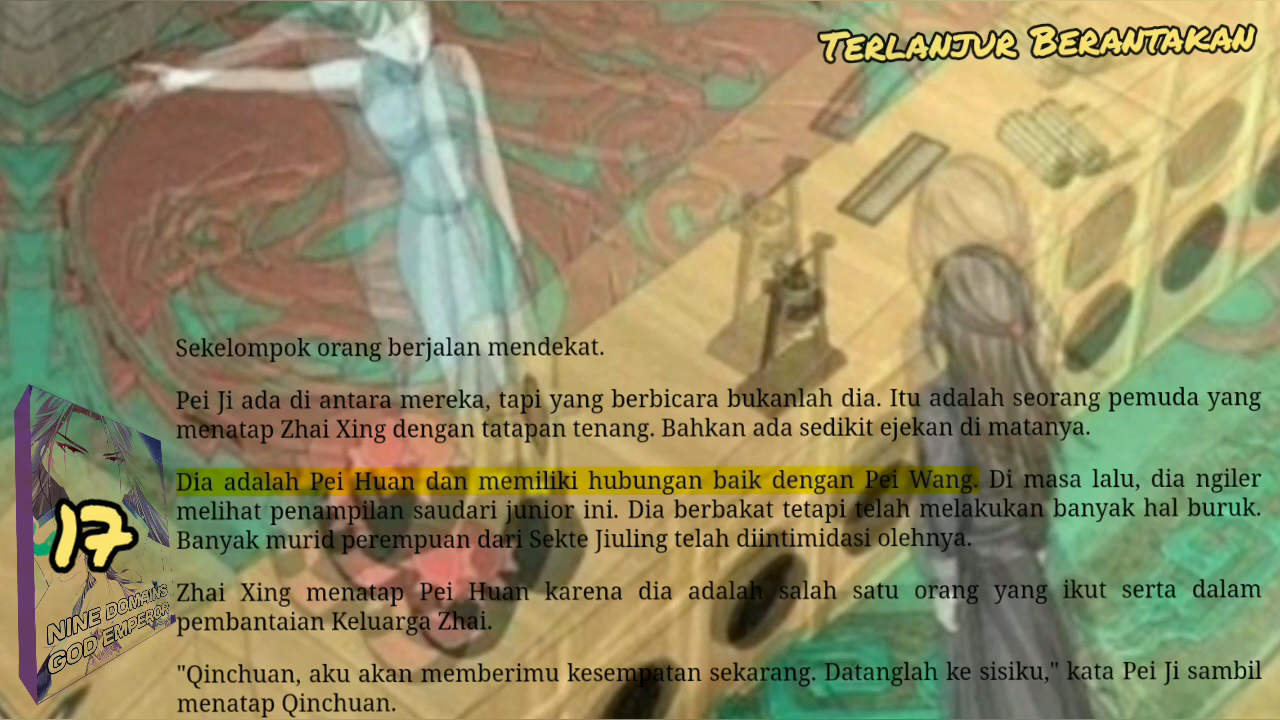 Terlanjur Berantakan
Sekelompok orang berjalan mendekat.
Pei Ji ada di antara mereka, tapi yang berbicara bukanlah dia. Itu adalah seorang pemuda yang
menatap Zhai Xing dengan tatapan tenang. Bahkan ada sedikit ejekan di matanya.
Dia adalah Pei Huan dan memiliki hubungan baik dengan Pei Wang. Di masa lalu, dia ngiler
melihat penampilan saudari junior ini. Dia berbakat tetapi telah melakukan banyak hal buruk.
Banyak murid perempuan dari Sekte Jiuling telah diintimidasi olehnya.
Zhai Xing menatap Pei Huan karena dia adalah salah satu orang yang ikut serta dalam
pembantaian Keluarga Zhai.
"Qinchuan, aku akan memberimu kesempatan sekarang. Datanglah ke sisiku," kata Pei Ji sambil
menatap Qinchuan.
17
NINE DOMAINS
GOD EMPEROR